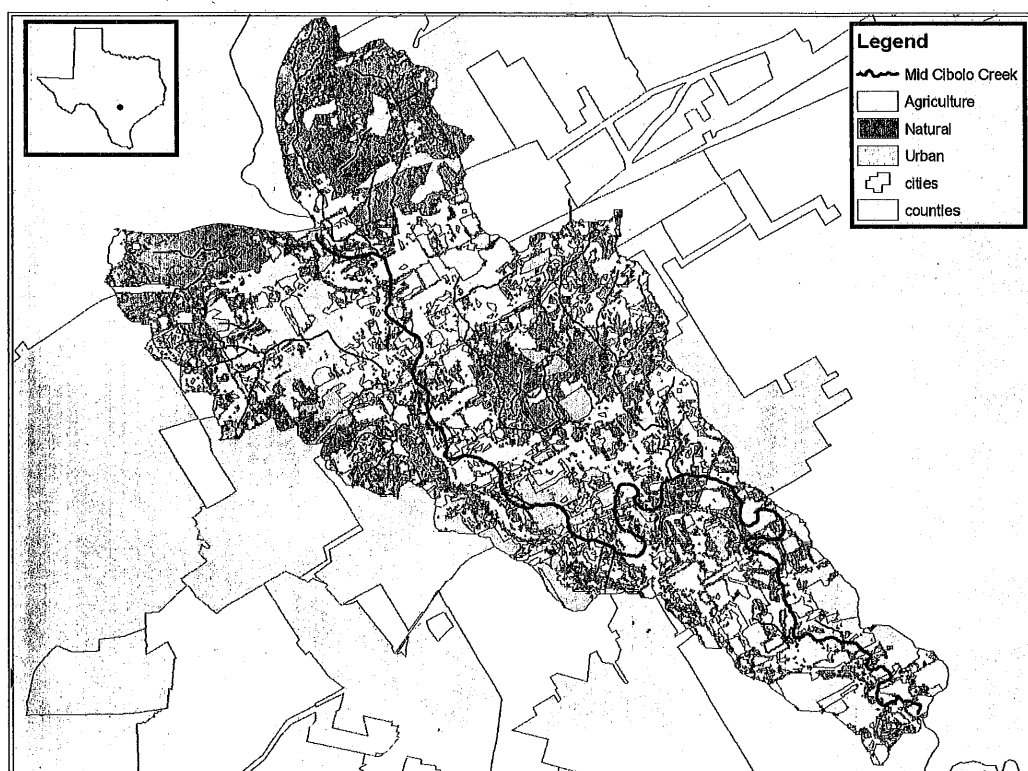 Legend
Mid Cibolo Creek
Agriculture
Natural
Urban
cities
counties